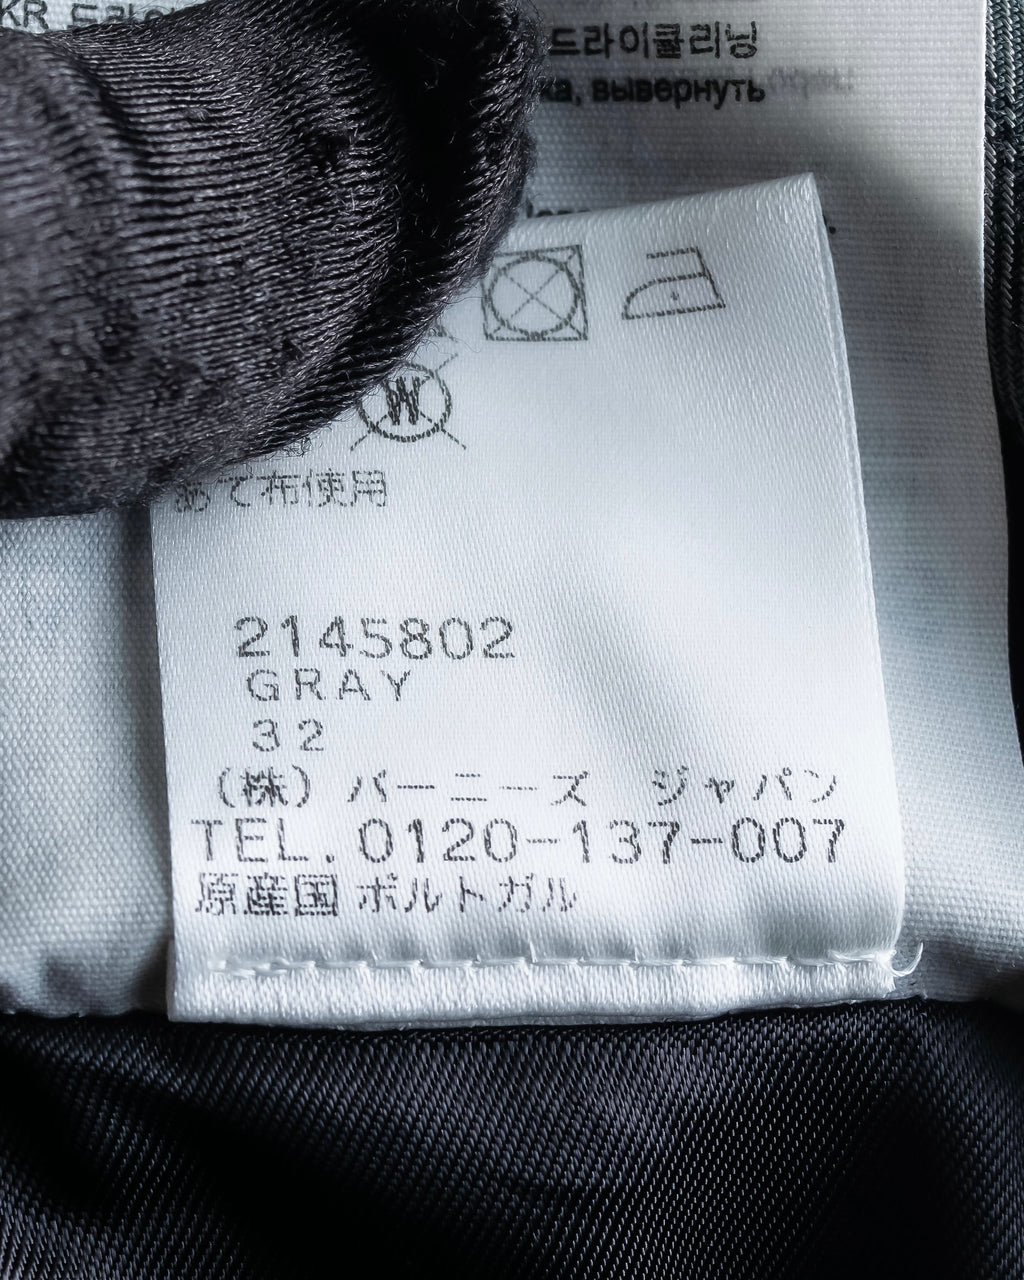 KR 드라이
드라이클리닝
ка, вывернуть
W
あて布使用
2145802
GRAY
32
(株) バーニーズ ジャパン
TEL. 0120-137-007
原産国 ポルトガル